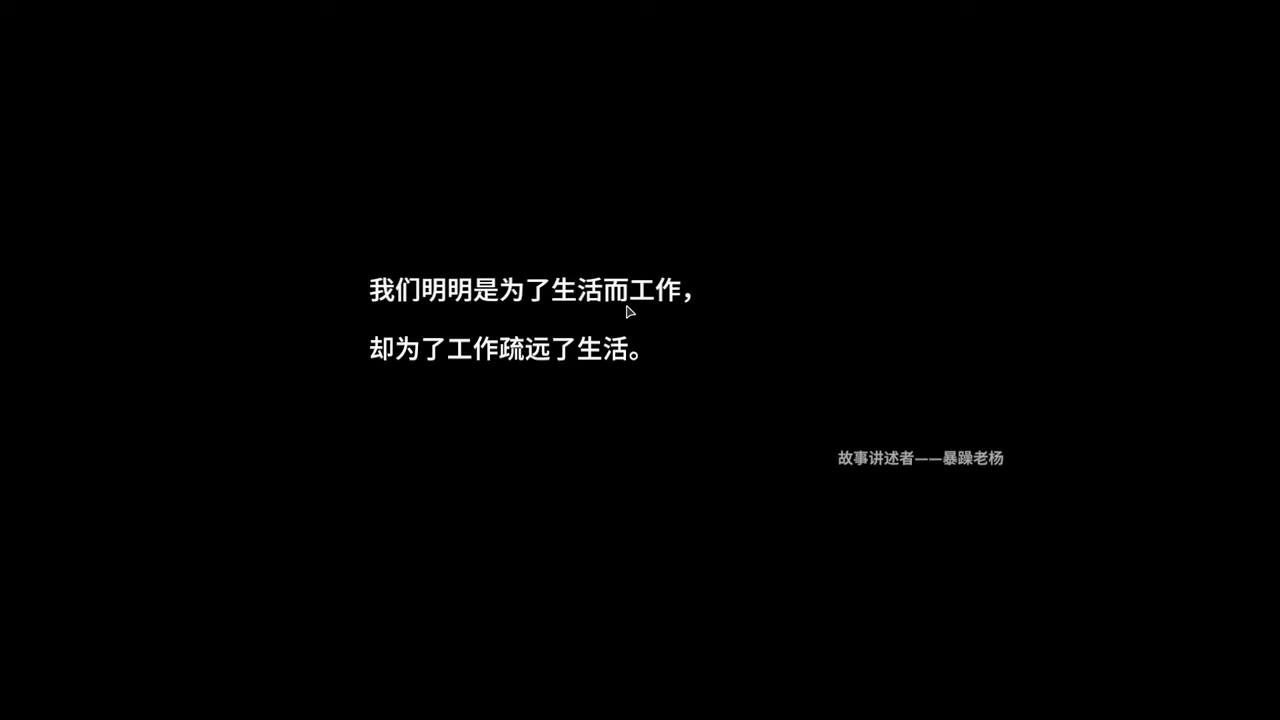 我们明明是为了生活而工作，
却为了工作疏远了生活。
故事讲述者——暴躁老杨